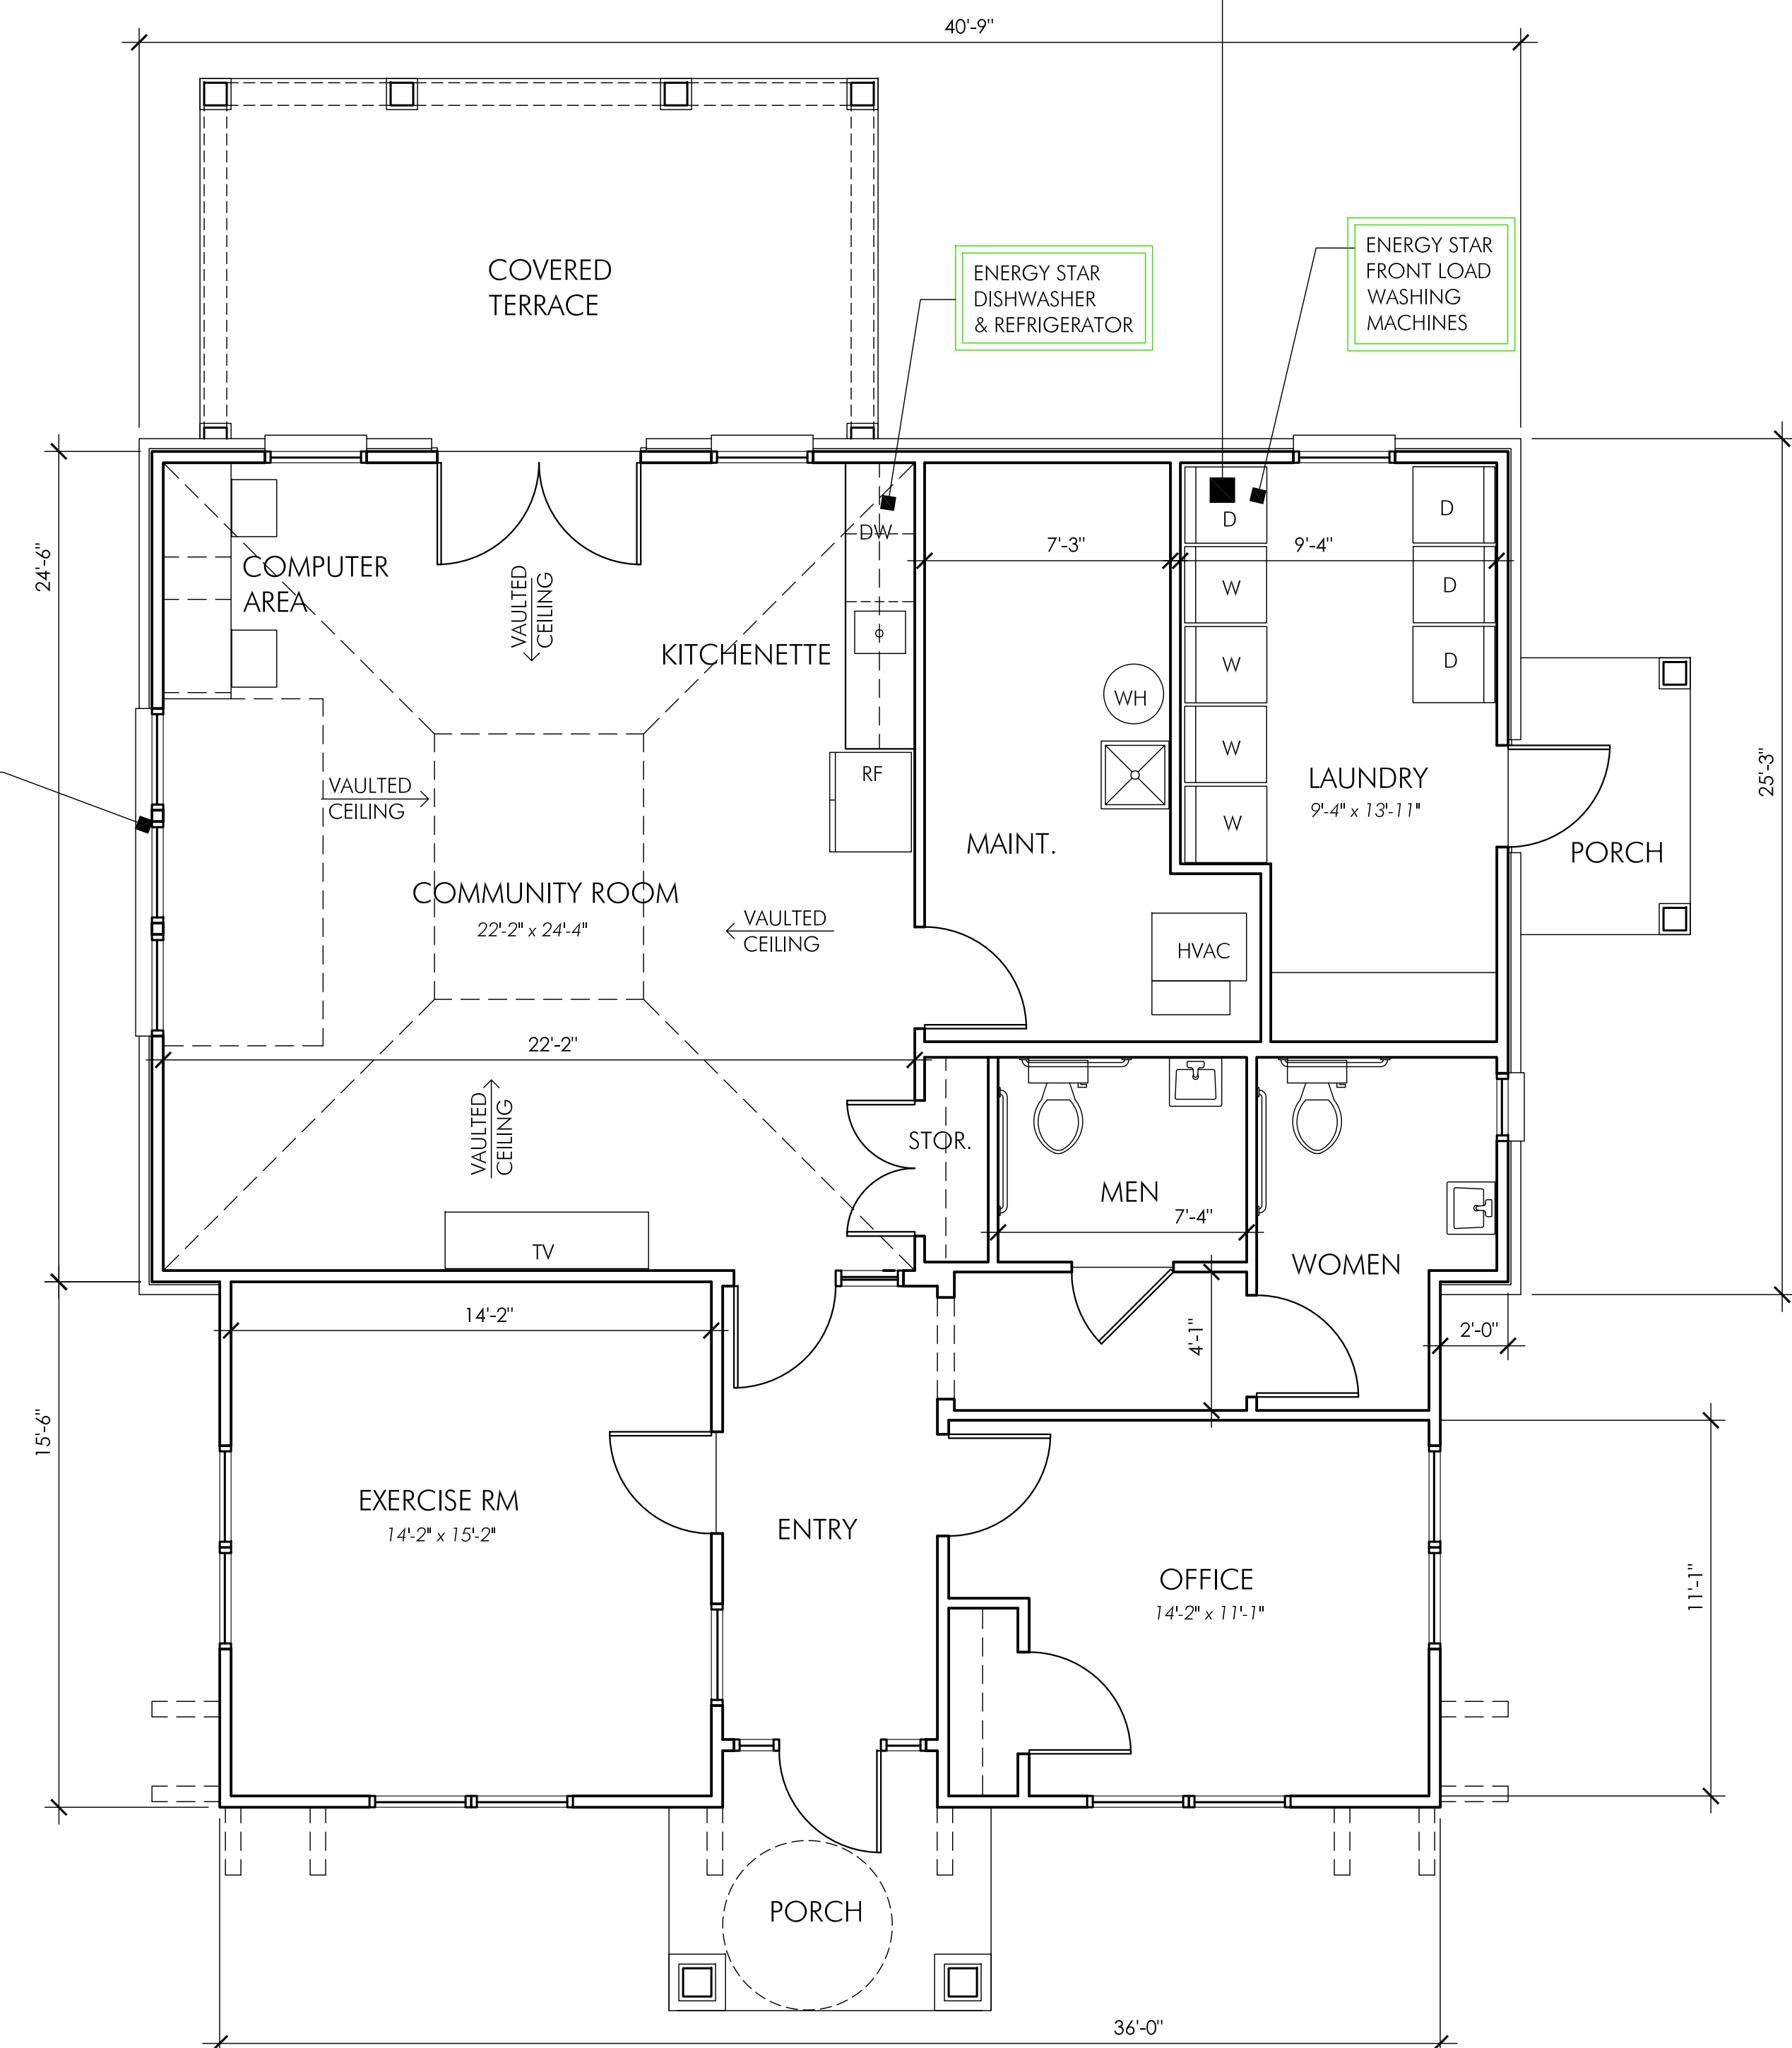 40'-9"
COVERED
TERRACE
ENERGY STAR
DISHWASHER
& REFRIGERATOR
ENERGY STAR
FRONT LOAD
WASHING
MACHINES
24'-6"
COMPUTER
AREA
VAULTED
CEILING
DW
KITCHENETTE
7'-3"
9'-4"
D
D
W
D
W
D
W
W
WH
RF
VAULTED
CEILING
LAUNDRY
9'-4" x 13'-11"
25'-3"
PORCH
MAINT.
COMMUNITY ROOM
22'-2" x 24'-4"
VAULTED
CEILING
HVAC
22'-2"
VAULTED
CEILING
STOR.
MEN
7'-4"
WOMEN
TV
14'-2"
4'-1"
2'-0"
15'-6"
EXERCISE RM
14'-2" x 15'-2"
ENTRY
OFFICE
14'-2" x 11'-1"
11'-1"
PORCH
36'-0"